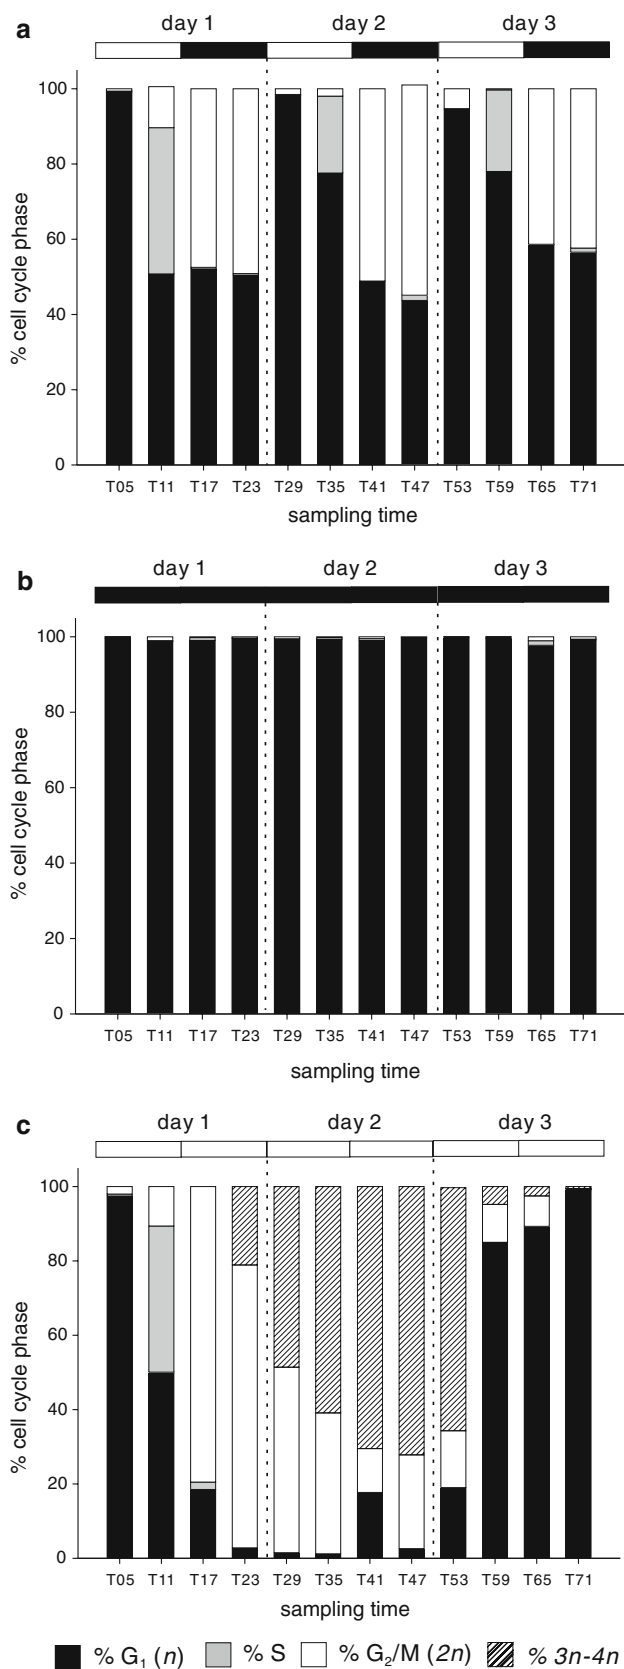 a
day 1 day 2 day 3
100
80
60
40
20
0
% cell cycle phase
T05 T11 T17 T23 T29 T35 T41 T47 T53 T59 T65 T71
sampling time
b
day 1 day 2 day 3
100
80
60
40
20
0
% cell cycle phase
T05 T11 T17 T23 T29 T35 T41 T47 T53 T59 T65 T71
sampling time
c
day 1 day 2 day 3
100
80
60
40
20
0
% cell cycle phase
T05 T11 T17 T23 T29 T35 T41 T47 T53 T59 T65 T71
sampling time
% G₁ (n) % S % G₂/M (2n) % 3n-4n